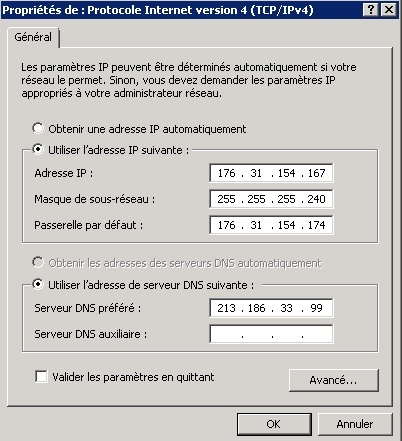 Propriétés de : Protocole Internet version 4 (TCP/IPv4)
Général
Les paramètres IP peuvent être déterminés automatiquement si votre
réseau le permet. Sinon, vous devez demander les paramètres IP
appropriés à votre administrateur réseau.
Obtenir une adresse IP automatiquement
Utiliser l'adresse IP suivante :
Adresse IP : 176 . 31 . 154 . 167
Masque de sous-réseau : 255 . 255 . 255 . 240
Passerelle par défaut : 176 . 31 . 154 . 174
Obtenir les adresses des serveurs DNS automatiquement
Utiliser l'adresse de serveur DNS suivante :
Serveur DNS préféré : 213 . 186 . 33 . 99
Serveur DNS auxiliaire : . . .
Valider les paramètres en quittant
Avancé...
OK Annuler